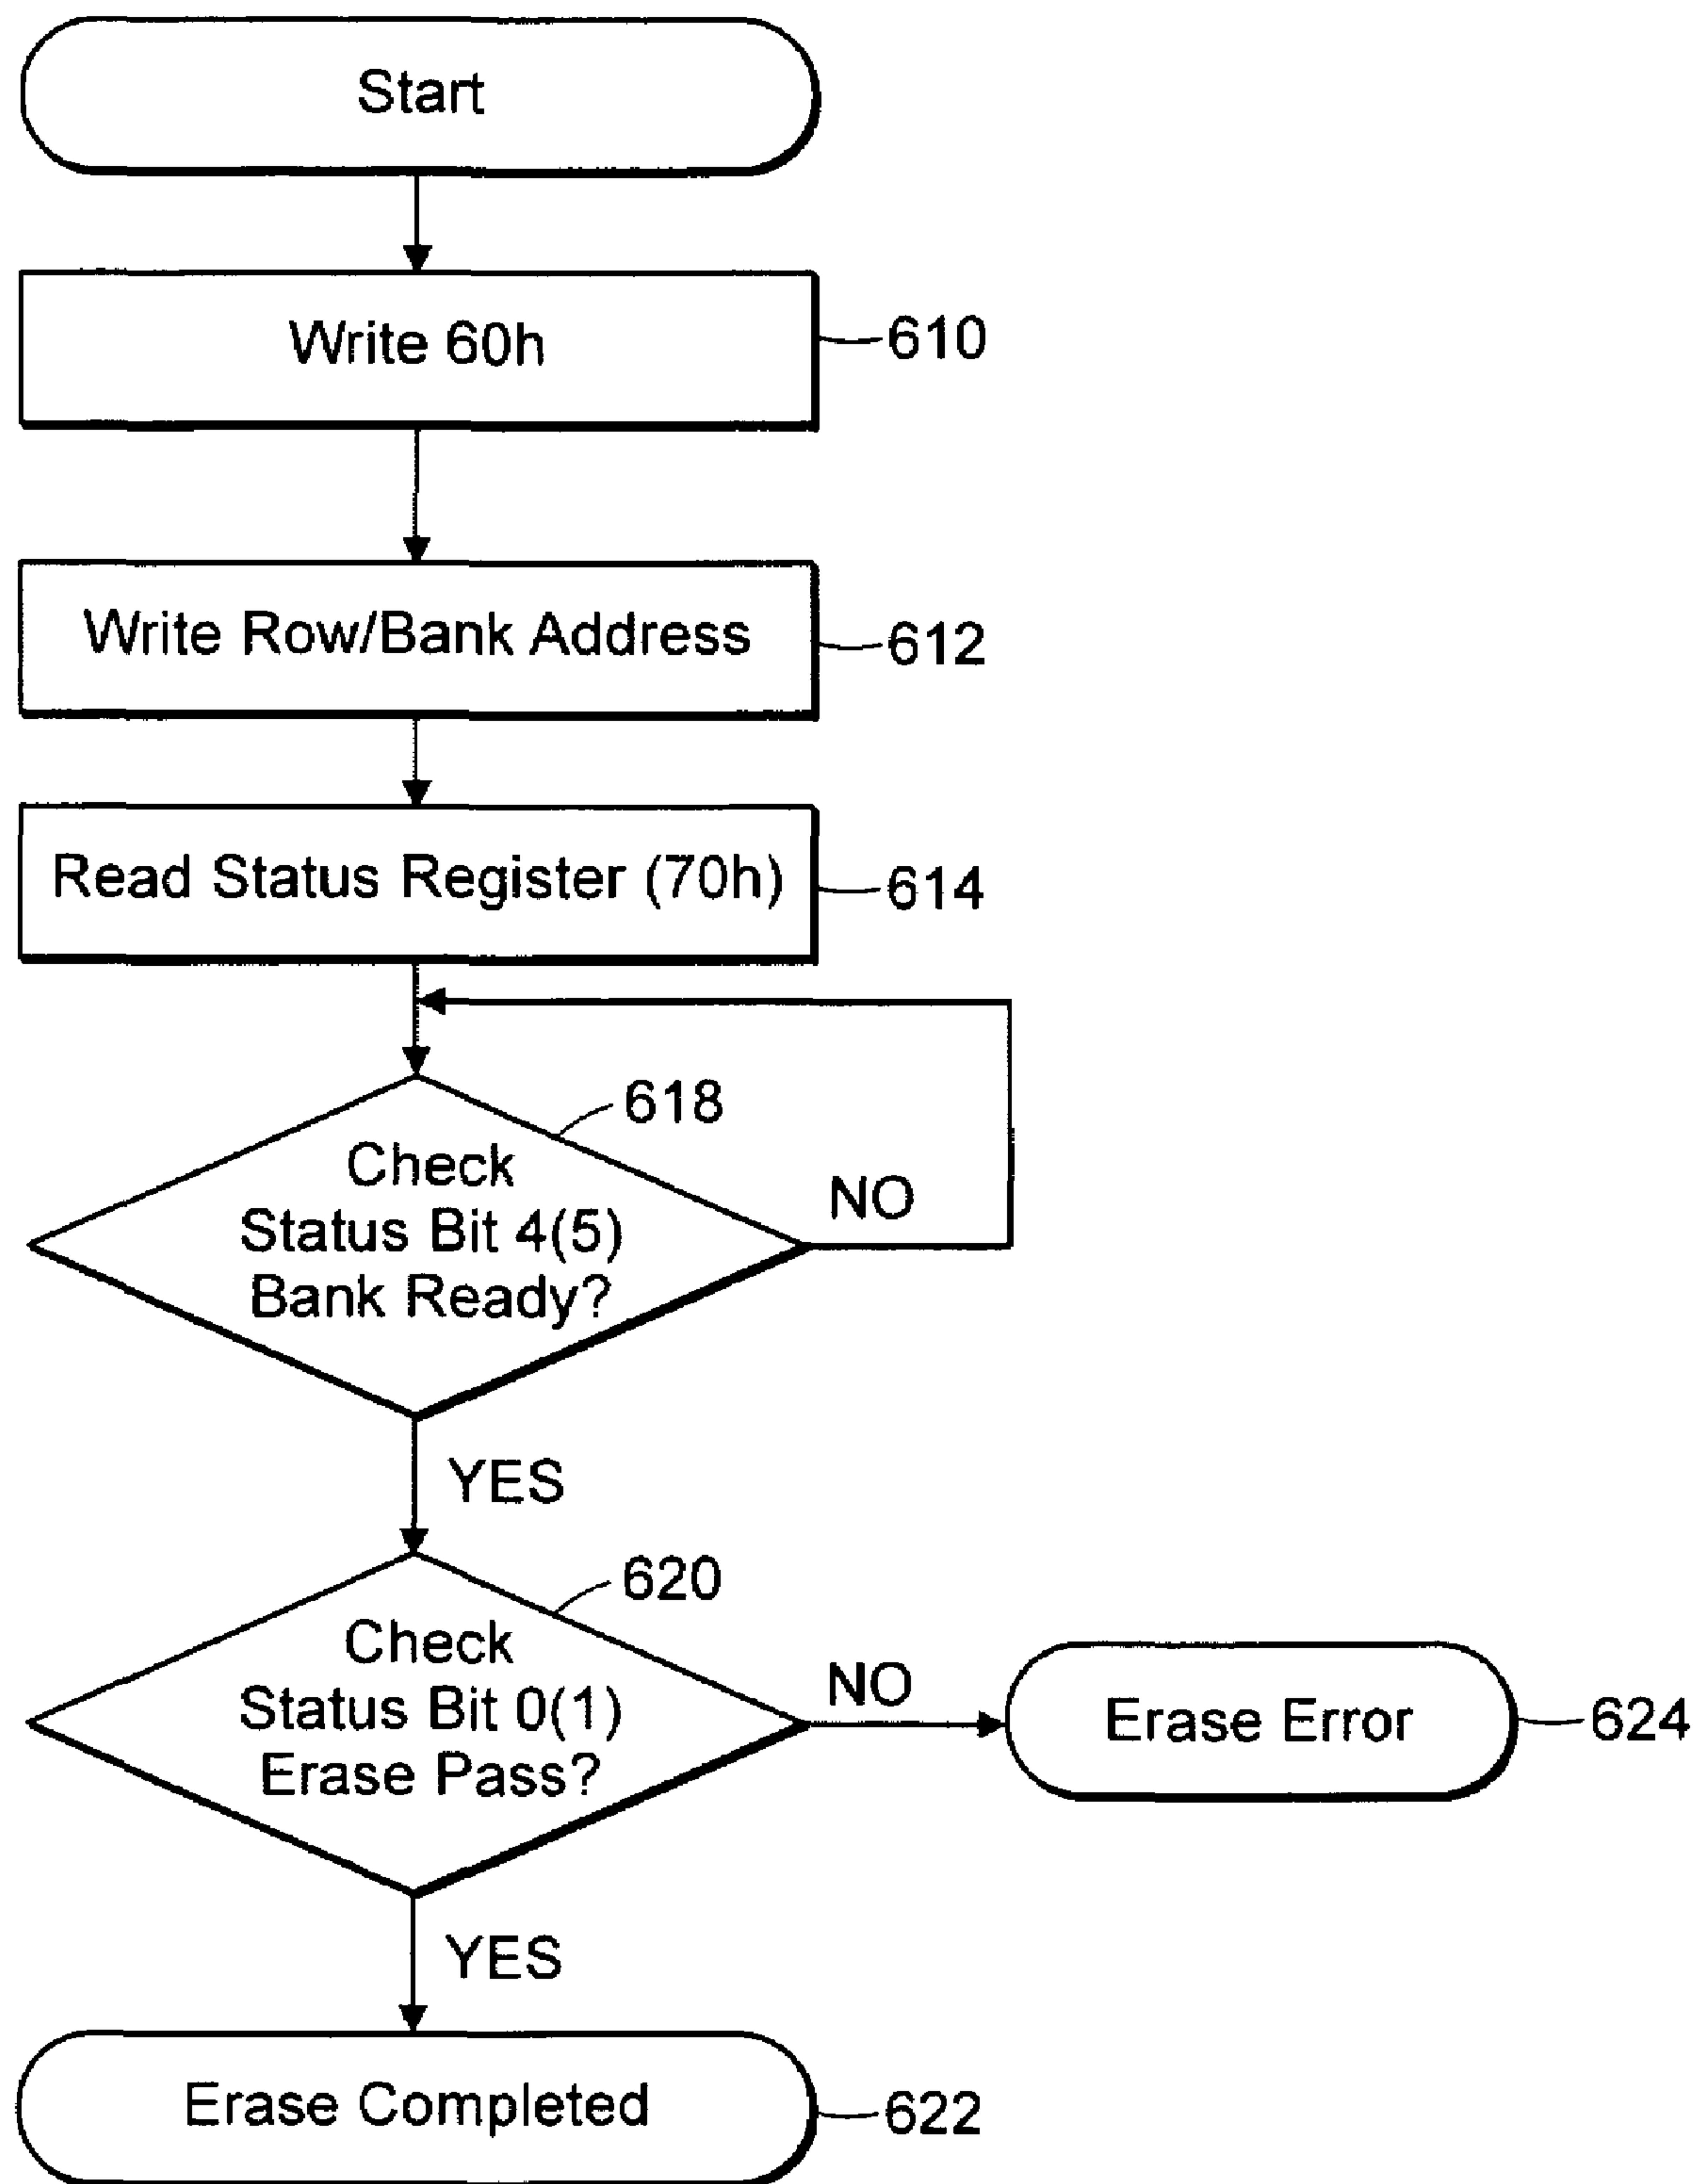 Start
Write 60h
610
Write Row/Bank Address
612
Read Status Register (70h)
614
618
Check
Status Bit 4(5)
Bank Ready?
NO
YES
620
Check
Status Bit 0(1)
Erase Pass?
NO
Erase Error
624
YES
Erase Completed
622